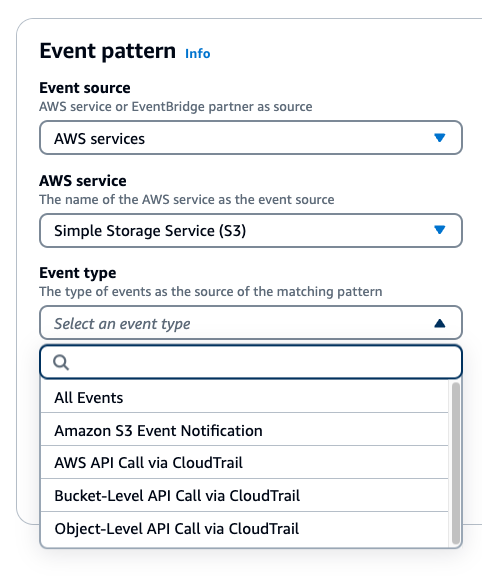 Event pattern Info
Event source
AWS service or EventBridge partner as source
AWS services
AWS service
The name of the AWS service as the event source
Simple Storage Service (S3)
Event type
The type of events as the source of the matching pattern
Select an event type
All Events
Amazon S3 Event Notification
AWS API Call via CloudTrail
Bucket-Level API Call via CloudTrail
Object-Level API Call via CloudTrail